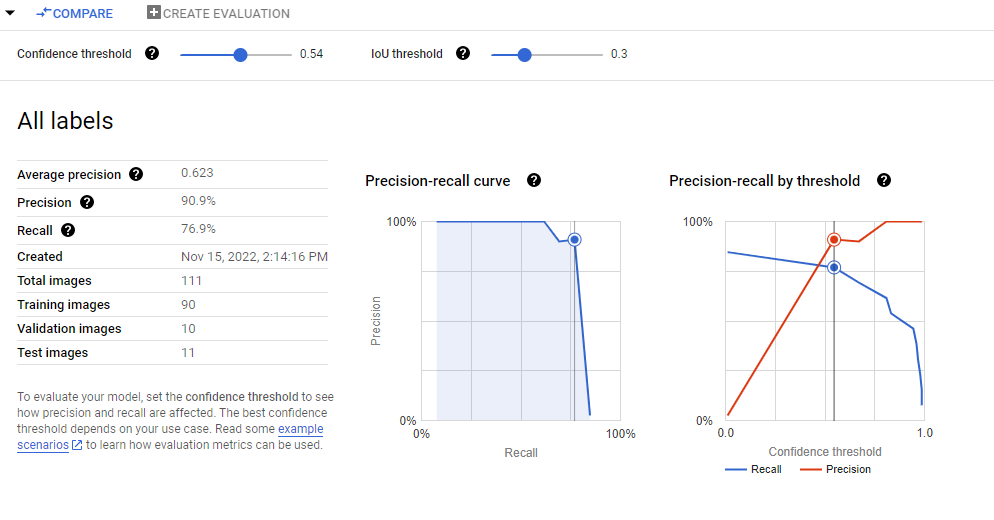 COMPARE CREATE EVALUATION
Confidence threshold 0.54 IoU threshold 0.3
All labels
Average precision 0.623
Precision 90.9%
Recall 76.9%
Created Nov 15, 2022, 2:14:16 PM
Total images 111
Training images 90
Validation images 10
Test images 11
To evaluate your model, set the confidence threshold to see
how precision and recall are affected. The best confidence
threshold depends on your use case. Read some example
scenarios to learn how evaluation metrics can be used.
Precision-recall curve
100%
Precision
0%
0% 100%
Recall
Precision-recall by threshold
100%
0%
0.0 1.0
Confidence threshold
Recall Precision